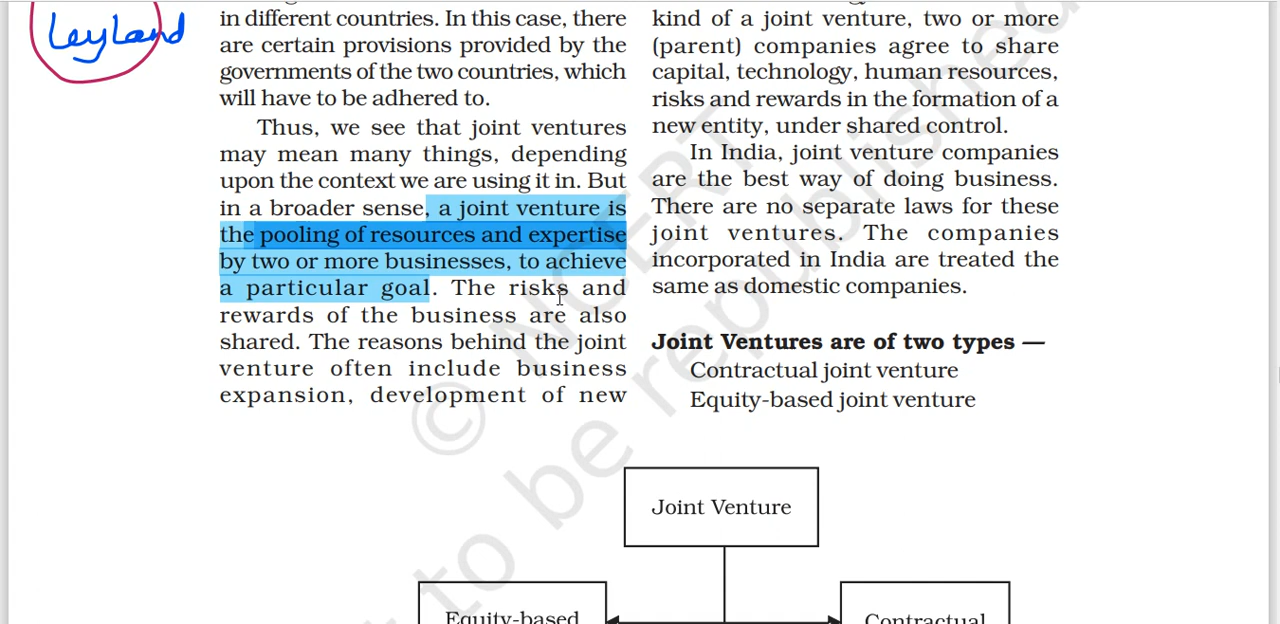 Leyland
in different countries. In this case, there
are certain provisions provided by the
governments of the two countries, which
will have to be adhered to.
Thus, we see that joint ventures
may mean many things, depending
upon the context we are using it in. But
in a broader sense, a joint venture is
the pooling of resources and expertise
by two or more businesses, to achieve
a particular goal. The risks and
rewards of the business are also
shared. The reasons behind the joint
venture often include business
expansion, development of new
kind of a joint venture, two or more
(parent) companies agree to share
capital, technology, human resources,
risks and rewards in the formation of a
new entity, under shared control.
In India, joint venture companies
are the best way of doing business.
There are no separate laws for these
joint ventures. The companies
incorporated in India are treated the
same as domestic companies.
Joint Ventures are of two types —
Contractual joint venture
Equity-based joint venture
Joint Venture
Equity-based
Contractual
© NCERT
t to be republished